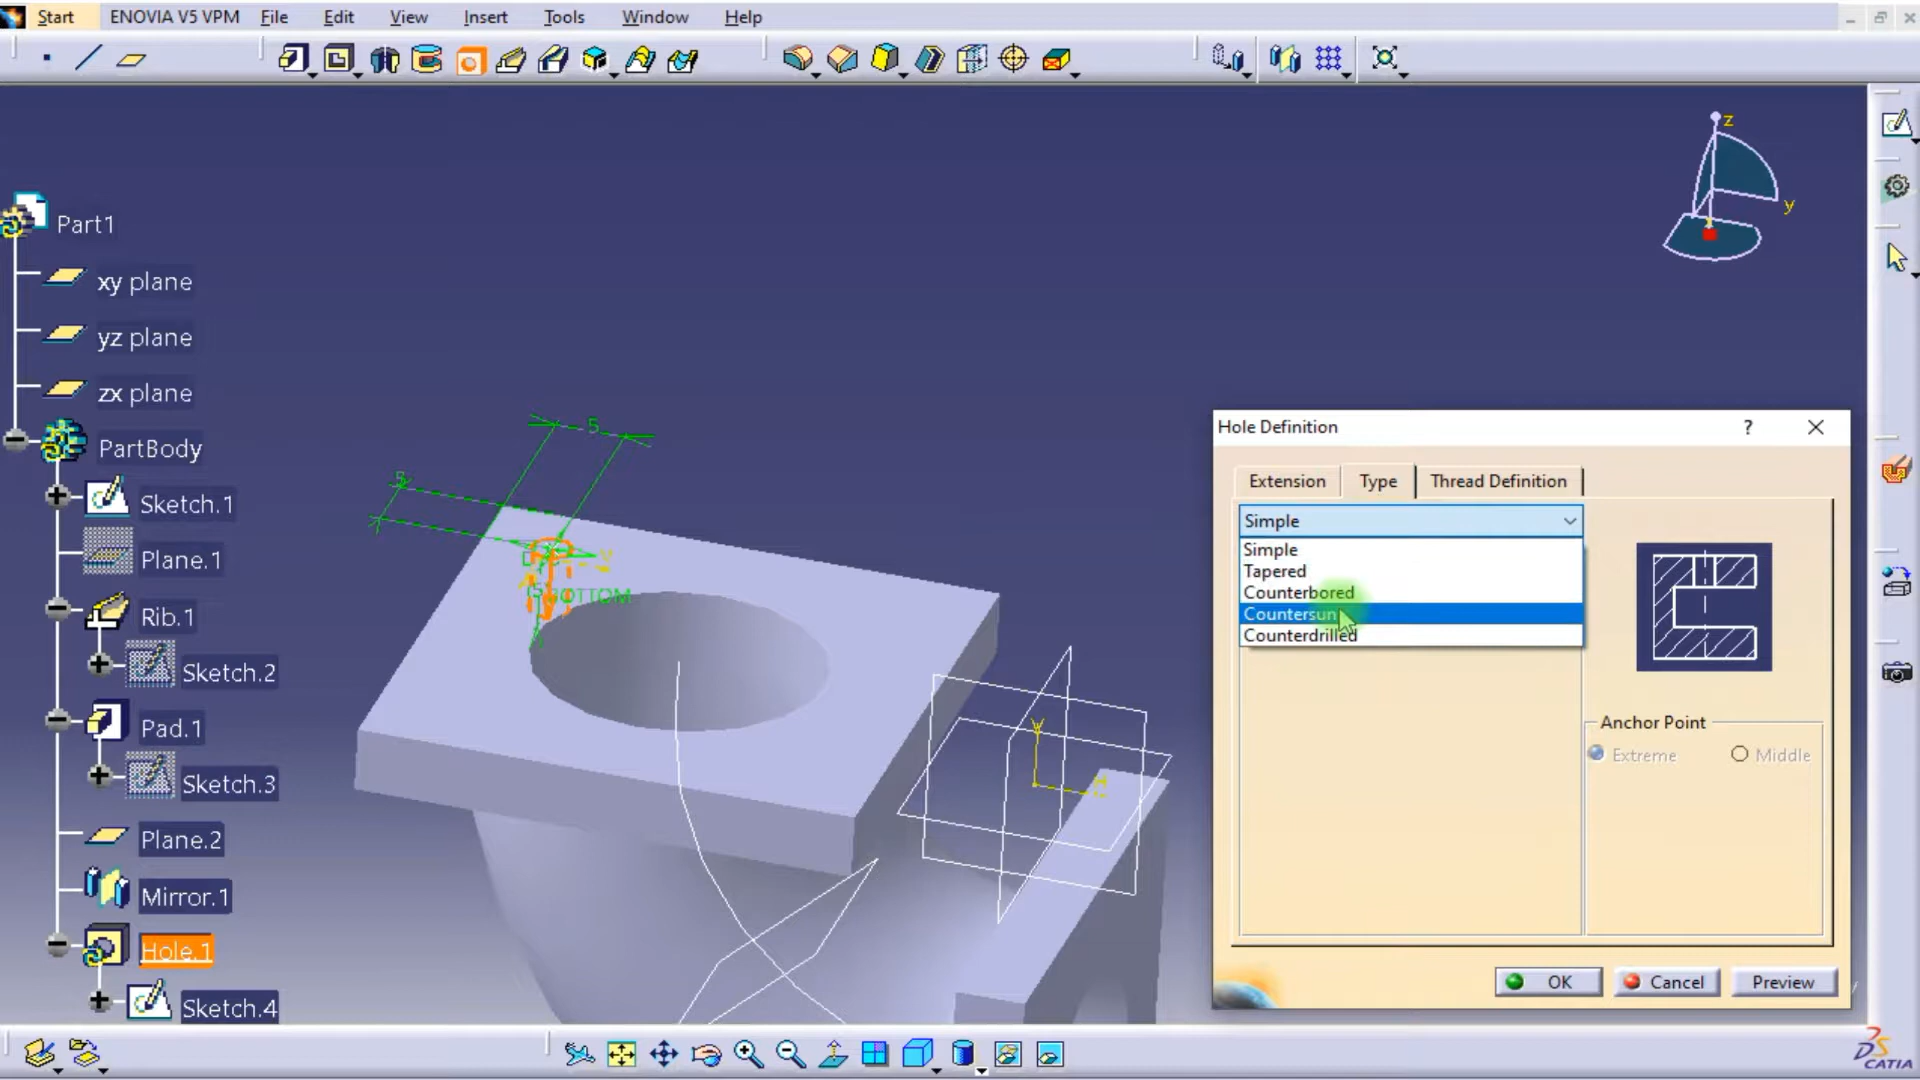 Start ENOVIA V5 VPM File Edit View Insert Tools Window Help
z
y
Part1
xy plane
yz plane
zx plane
PartBody
Sketch.1
Plane.1
Rib.1
Sketch.2
Pad.1
Sketch.3
Plane.2
Mirror.1
Hole.1
Sketch.4
5
5
BOTTOM
Hole Definition ?
Extension Type Thread Definition
Simple
Simple
Tapered
Counterbored
Countersun
Counterdrilled
Anchor Point
Extreme Middle
OK Cancel Preview
CATIA